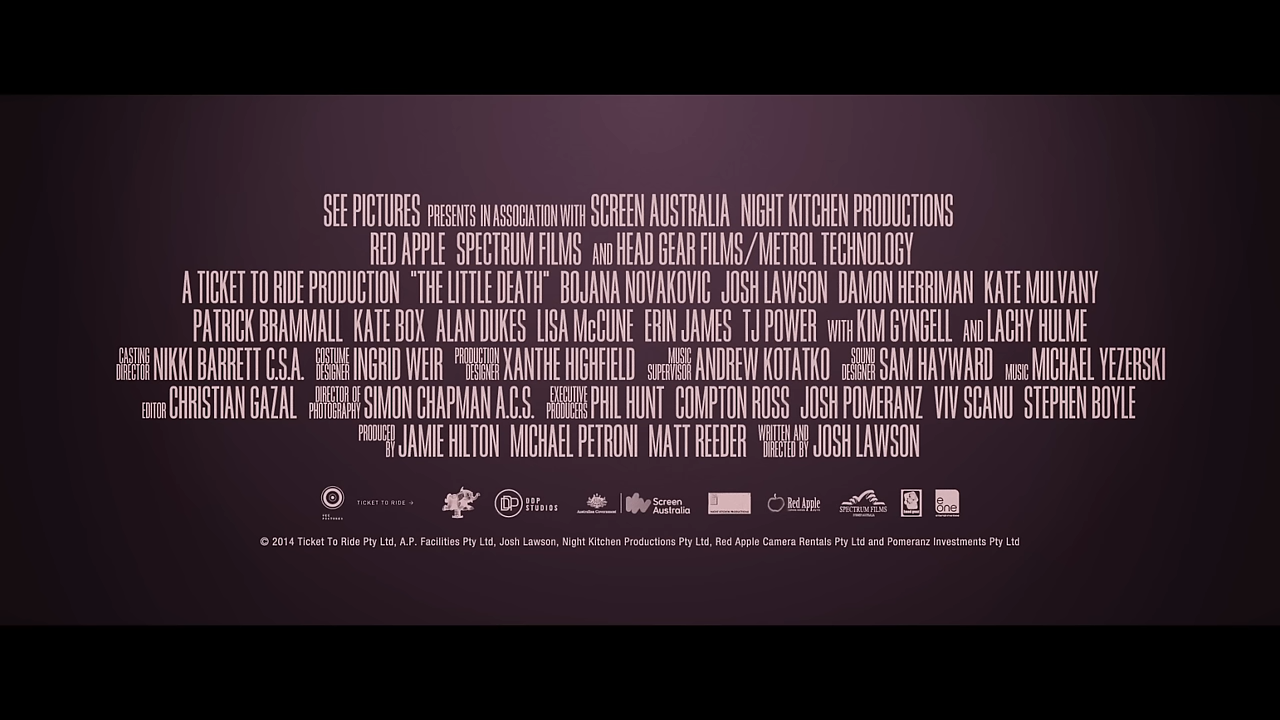 SEE PICTURES PRESENTS IN ASSOCIATION WITH SCREEN AUSTRALIA NIGHT KITCHEN PRODUCTIONS
RED APPLE SPECTRUM FILMS AND HEAD GEAR FILMS/METROL TECHNOLOGY
A TICKET TO RIDE PRODUCTION "THE LITTLE DEATH" BOJANA NOVAKOVIC JOSH LAWSON DAMON HERRIMAN KATE MULVANY
PATRICK BRAMMALL KATE BOX ALAN DUKES LISA McCUNE ERIN JAMES TJ POWER WITH KIM GYNGELL AND LACHY HULME
CASTING DIRECTOR NIKKI BARRETT C.S.A. COSTUME DESIGNER INGRID WEIR PRODUCTION DESIGNER XANTHE HIGHFIELD MUSIC SUPERVISOR ANDREW KOTATKO SOUND DESIGNER SAM HAYWARD MUSIC MICHAEL YEZERSKI
EDITOR CHRISTIAN GAZAL DIRECTOR OF PHOTOGRAPHY SIMON CHAPMAN A.C.S. EXECUTIVE PRODUCERS PHIL HUNT COMPTON ROSS JOSH POMERANZ VIV SCANU STEPHEN BOYLE
PRODUCED BY JAMIE HILTON MICHAEL PETRONI MATT REEDER WRITTEN AND DIRECTED BY JOSH LAWSON
TICKET TO RIDE → DDP STUDIOS Australian Government Screen Australia Red Apple SPECTRUM FILMS e one
© 2014 Ticket To Ride Pty Ltd, A.P. Facilities Pty Ltd, Josh Lawson, Night Kitchen Productions Pty Ltd, Red Apple Camera Rentals Pty Ltd and Pomeranz Investments Pty Ltd